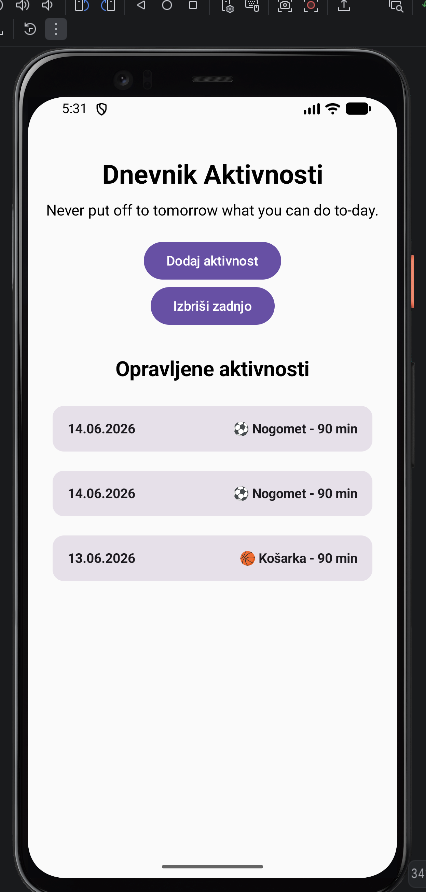 5:31
Dnevnik Aktivnosti
Never put off to tomorrow what you can do to-day.
Dodaj aktivnost
Izbriši zadnjo
Opravljene aktivnosti
14.06.2026 ⚽ Nogomet - 90 min
14.06.2026 ⚽ Nogomet - 90 min
13.06.2026 🏀 Košarka - 90 min
34